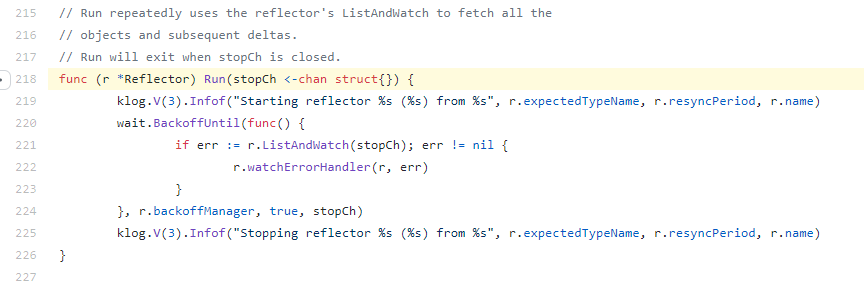 215 // Run repeatedly uses the reflector's ListAndWatch to fetch all the
216 // objects and subsequent deltas.
217 // Run will exit when stopCh is closed.
218 func (r *Reflector) Run(stopCh <-chan struct{}) {
219 klog.V(3).Infof("Starting reflector %s (%s) from %s", r.expectedTypeName, r.resyncPeriod, r.name)
220 wait.BackoffUntil(func() {
221 if err := r.ListAndWatch(stopCh); err != nil {
222 r.watchErrorHandler(r, err)
223 }
224 }, r.backoffManager, true, stopCh)
225 klog.V(3).Infof("Stopping reflector %s (%s) from %s", r.expectedTypeName, r.resyncPeriod, r.name)
226 }
227